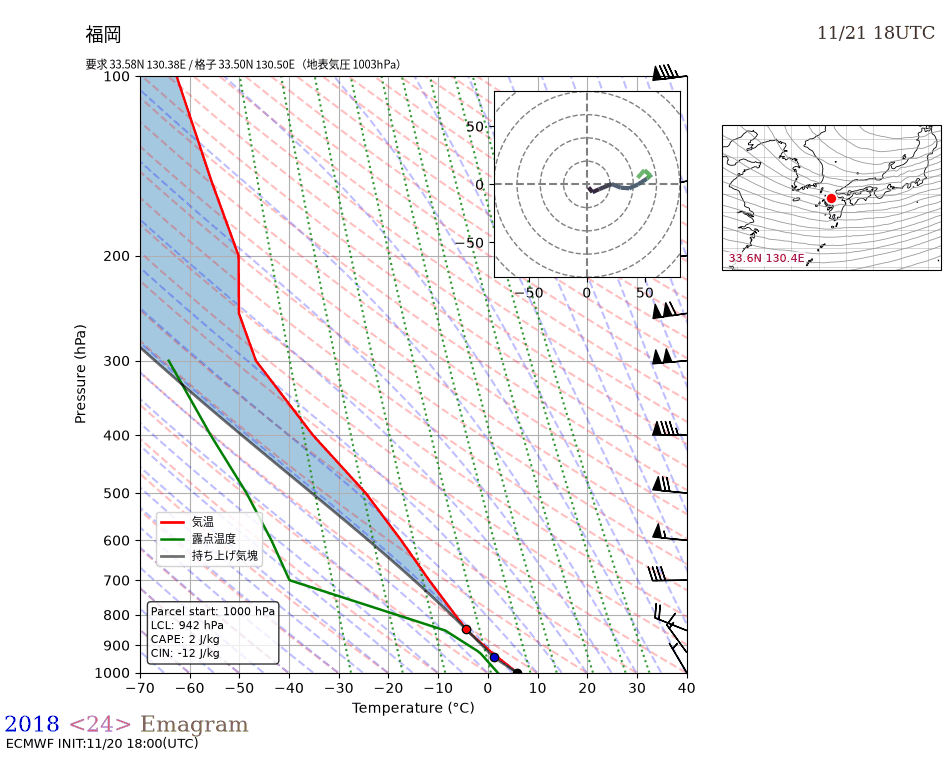 福岡
11/21 18UTC
要求 33.58N 130.38E / 格子 33.50N 130.50E（地表気圧 1003hPa）
100
200
300
400
500
600
700
800
900
1000
Pressure (hPa)
50
0
−50
−50 0 50
33.6N 130.4E
気温
露点温度
持ち上げ気塊
Parcel start: 1000 hPa
LCL: 942 hPa
CAPE: 2 J/kg
CIN: -12 J/kg
−70 −60 −50 −40 −30 −20 −10 0 10 20 30 40
Temperature (°C)
2018 <24> Emagram
ECMWF INIT:11/20 18:00(UTC)